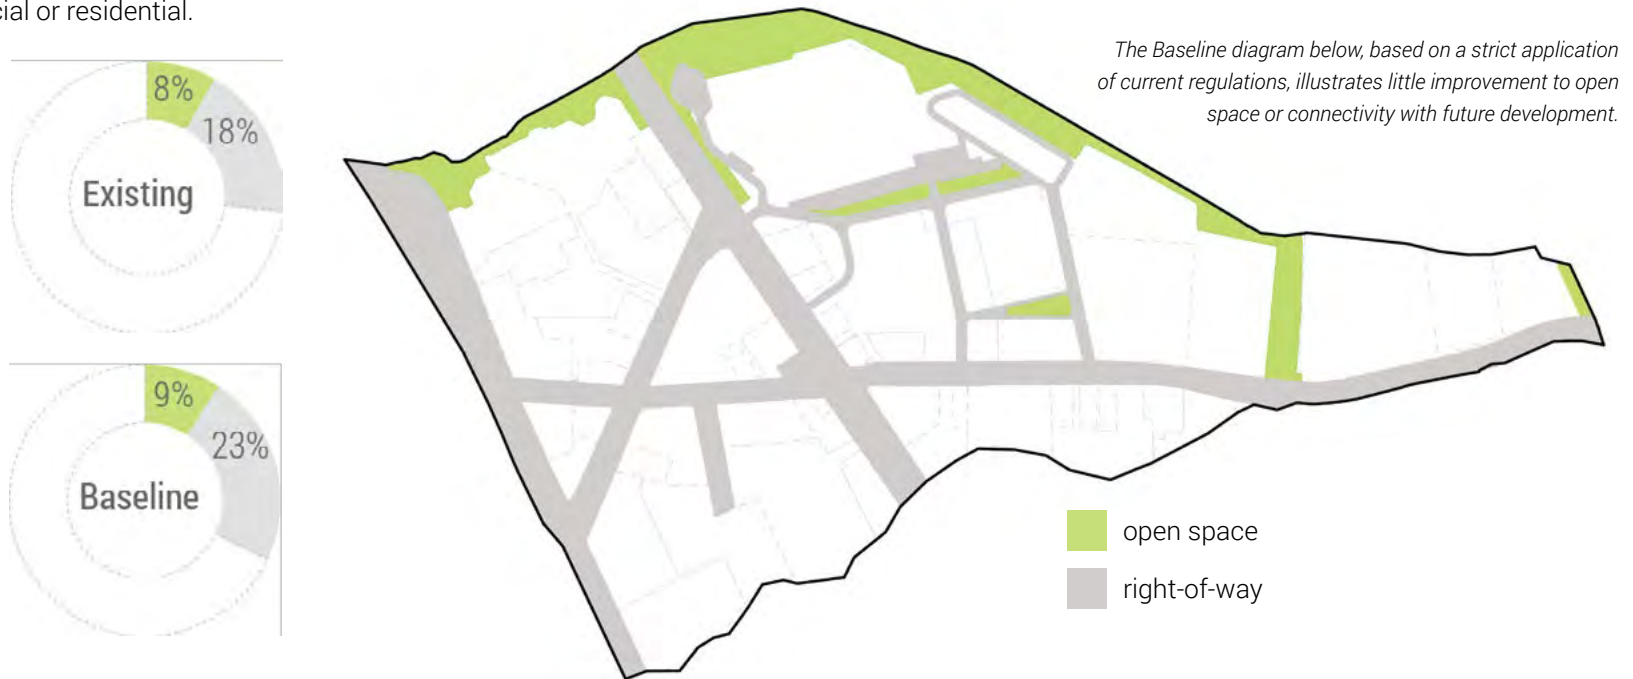 cial or residential.
8%
18%
Existing
9%
23%
Baseline
The Baseline diagram below, based on a strict application
of current regulations, illustrates little improvement to open
space or connectivity with future development.
open space
right-of-way